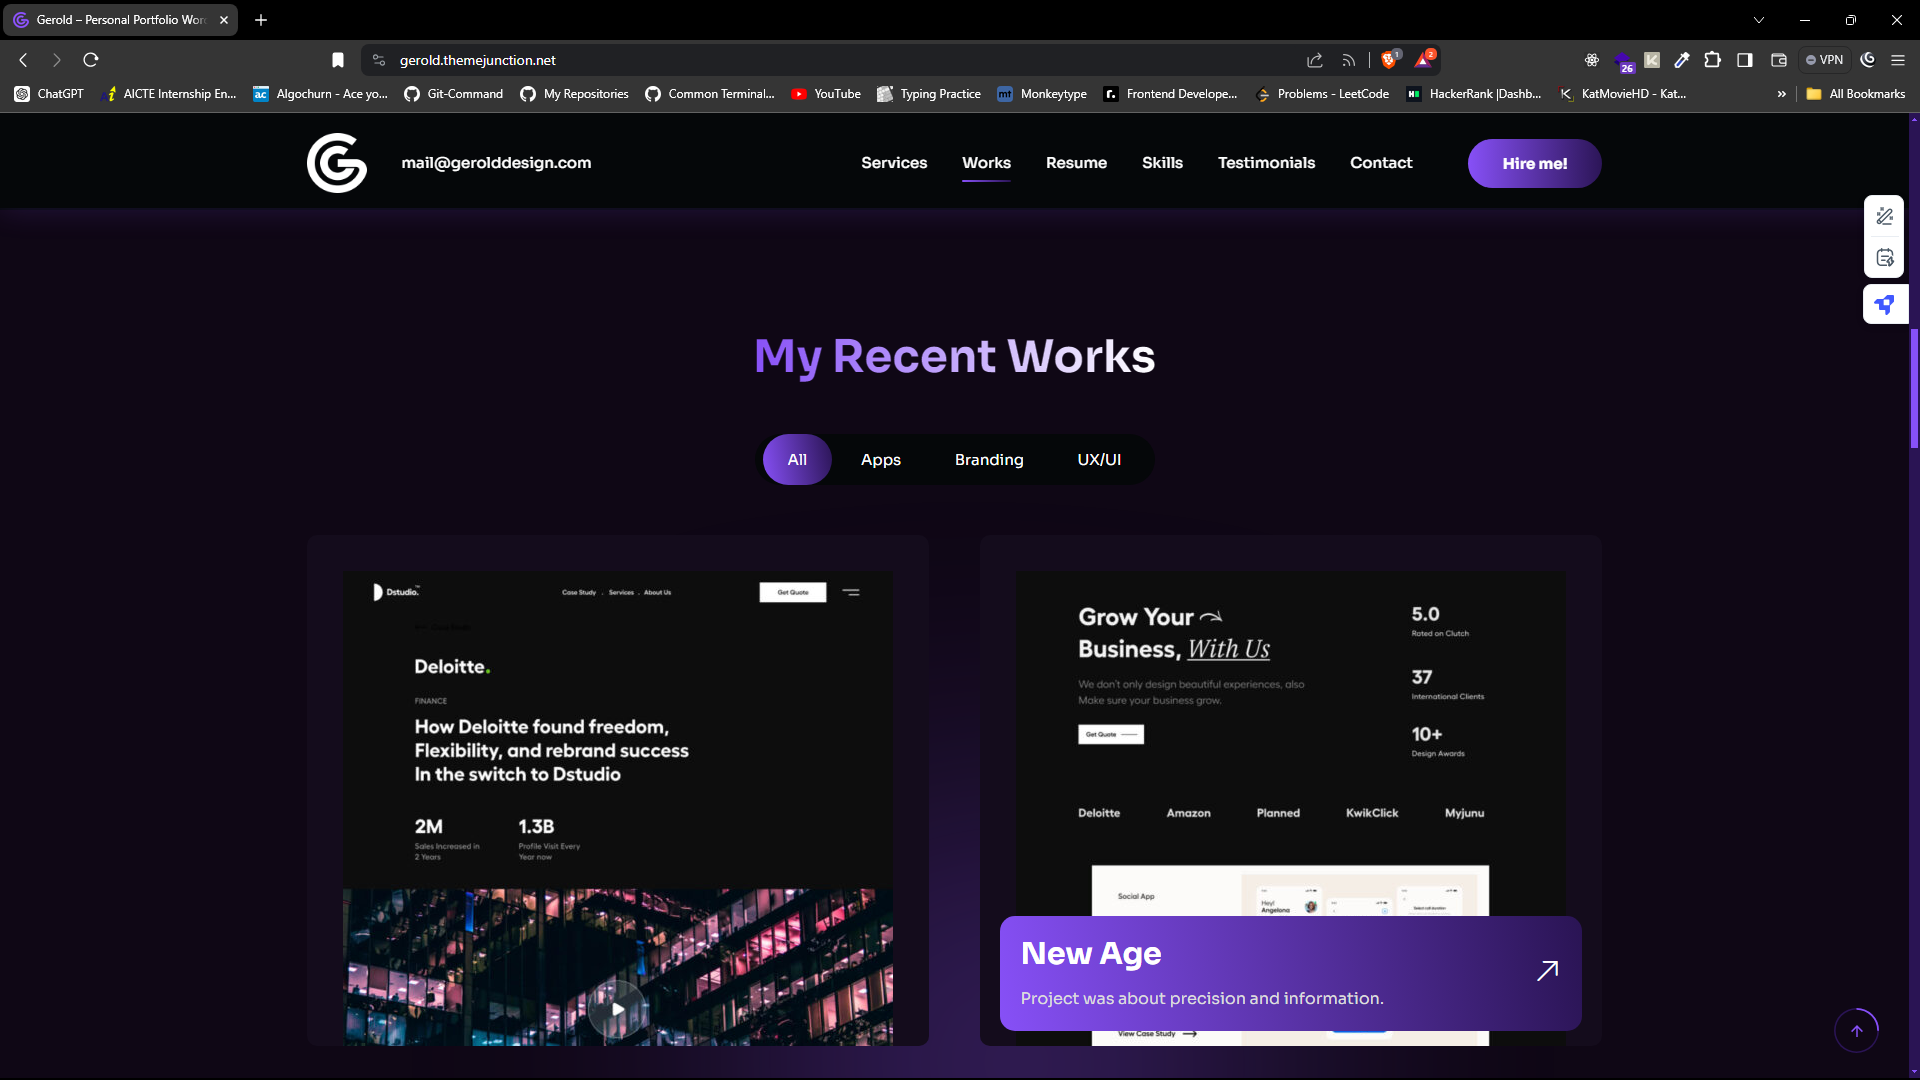 Gerold – Personal Portfolio Wor
gerold.themejunction.net
1
2
26
VPN
ChatGPT
AICTE Internship En...
Algochurn - Ace yo...
Git-Command
My Repositories
Common Terminal...
YouTube
Typing Practice
Monkeytype
Frontend Develope...
Problems - LeetCode
HackerRank |Dashb...
KatMovieHD - Kat...
»
All Bookmarks
mail@gerolddesign.com
Services
Works
Resume
Skills
Testimonials
Contact
Hire me!
My Recent Works
All
Apps
Branding
UX/UI
Dstudio.™
Case Study . Services . About Us
Get Quote
Deloitte.
FINANCE
How Deloitte found freedom,
Flexibility, and rebrand success
In the switch to Dstudio
2M
Sales Increased in
2 Years
1.3B
Profile Visit Every
Year now
Grow Your
Business, With Us
We don't only design beautiful experiences, also
Make sure your business grow.
Get Quote
5.0
Rated on Clutch
37
International Clients
10+
Design Awards
Deloitte
Amazon
Planned
KwikClick
Myjunu
Social App
Hey!
Angelona
Select call duration
New Age
Project was about precision and information.
View Case Study